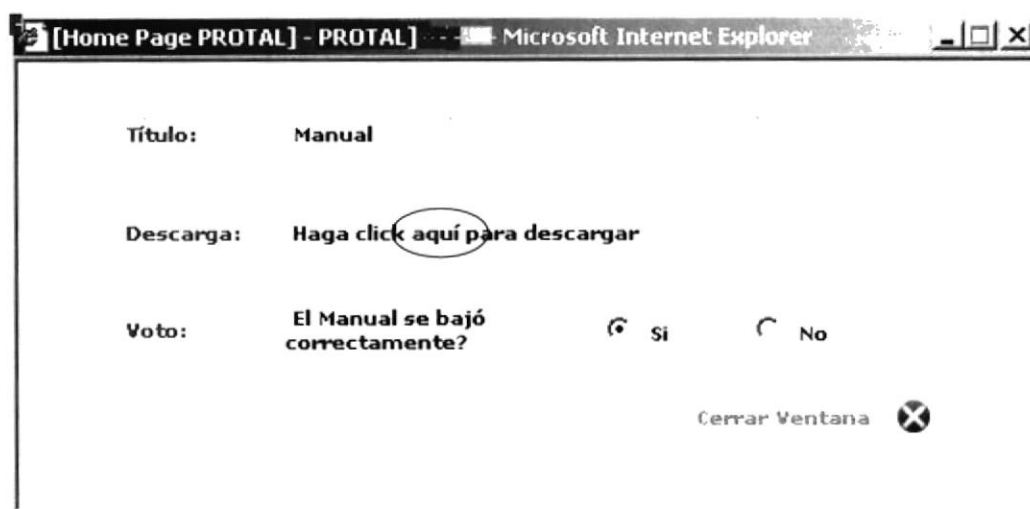 [Home Page PROTAL] - PROTAL] - Microsoft Internet Explorer
Título: Manual
Descarga: Haga click aquí para descargar
Voto: El Manual se bajó correctamente? Si No
Cerrar Ventana